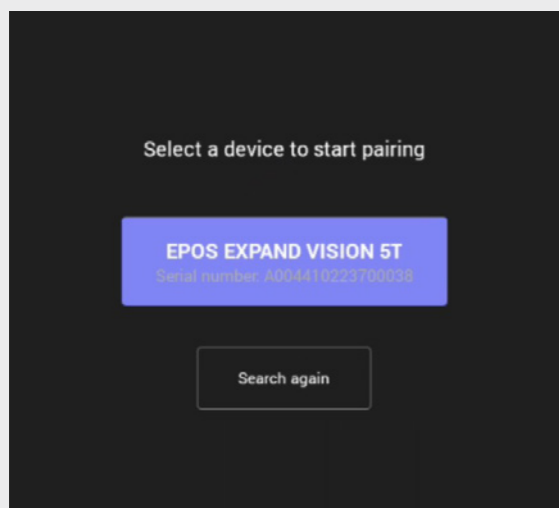 Select a device to start pairing
EPOS EXPAND VISION 5T
Serial number: A004410223700038
Search again